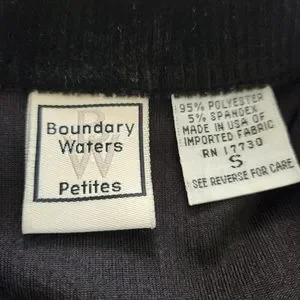 BW
Boundary
Waters
Petites
95% POLYESTER
5% SPANDEX
MADE IN USA OF
IMPORTED FABRIC
RN 17730
S
SEE REVERSE FOR CARE